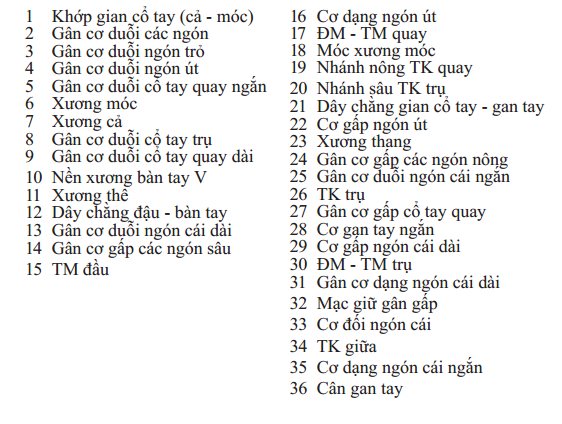 1 Khớp gian cổ tay (cả - móc)
2 Gân cơ duỗi các ngón
3 Gân cơ duỗi ngón trỏ
4 Gân cơ duỗi ngón út
5 Gân cơ duỗi cổ tay quay ngắn
6 Xương móc
7 Xương cả
8 Gân cơ duỗi cổ tay trụ
9 Gân cơ duỗi cổ tay quay dài
10 Nền xương bàn tay V
11 Xương thê
12 Dây chằng đậu - bàn tay
13 Gân cơ duỗi ngón cái dài
14 Gân cơ gấp các ngón sâu
15 TM đầu
16 Cơ dạng ngón út
17 ĐM - TM quay
18 Móc xương móc
19 Nhánh nông TK quay
20 Nhánh sâu TK trụ
21 Dây chằng gian cổ tay - gan tay
22 Cơ gấp ngón út
23 Xương thang
24 Gân cơ gấp các ngón nông
25 Gân cơ duỗi ngón cái ngắn
26 TK trụ
27 Gân cơ gấp cổ tay quay
28 Cơ gan tay ngắn
29 Cơ gấp ngón cái dài
30 ĐM - TM trụ
31 Gân cơ dạng ngón cái dài
32 Mạc giữ gân gấp
33 Cơ đối ngón cái
34 TK giữa
35 Cơ dạng ngón cái ngắn
36 Cân gan tay